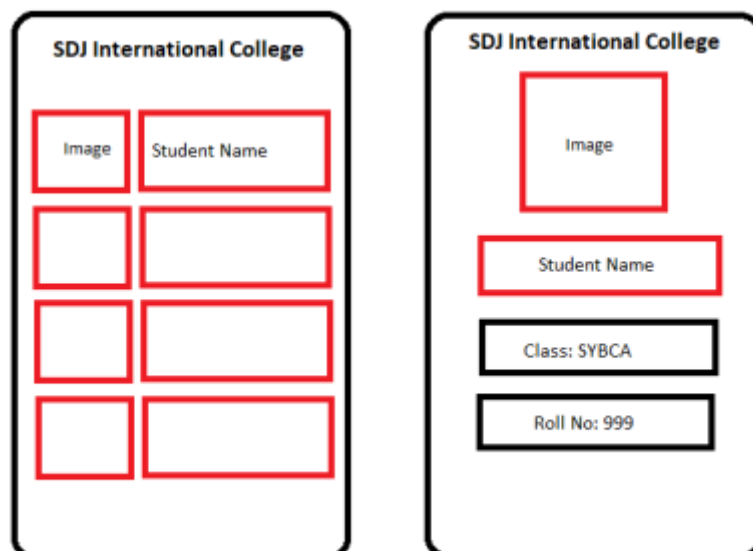 SDJ International College
Image
Student Name
SDJ International College
Image
Student Name
Class: SYBCA
Roll No: 999